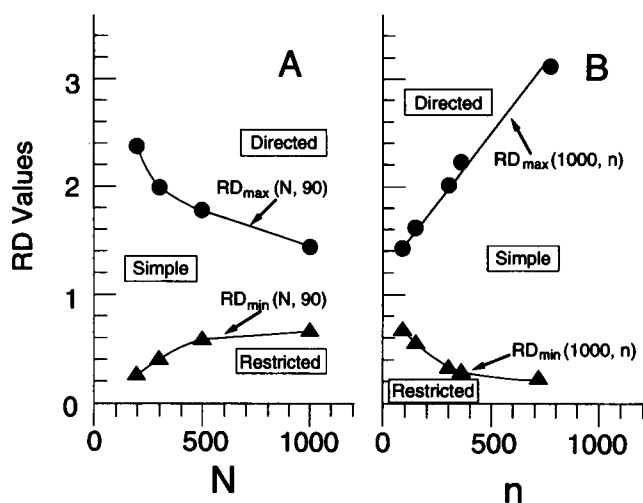 A
B
RD Values
3
2
1
0
Directed
RDmax(N, 90)
Simple
RDmin(N, 90)
Restricted
0
500
1000
N
Directed
RDmax(1000, n)
Simple
RDmin(1000, n)
Restricted
0
500
1000
n